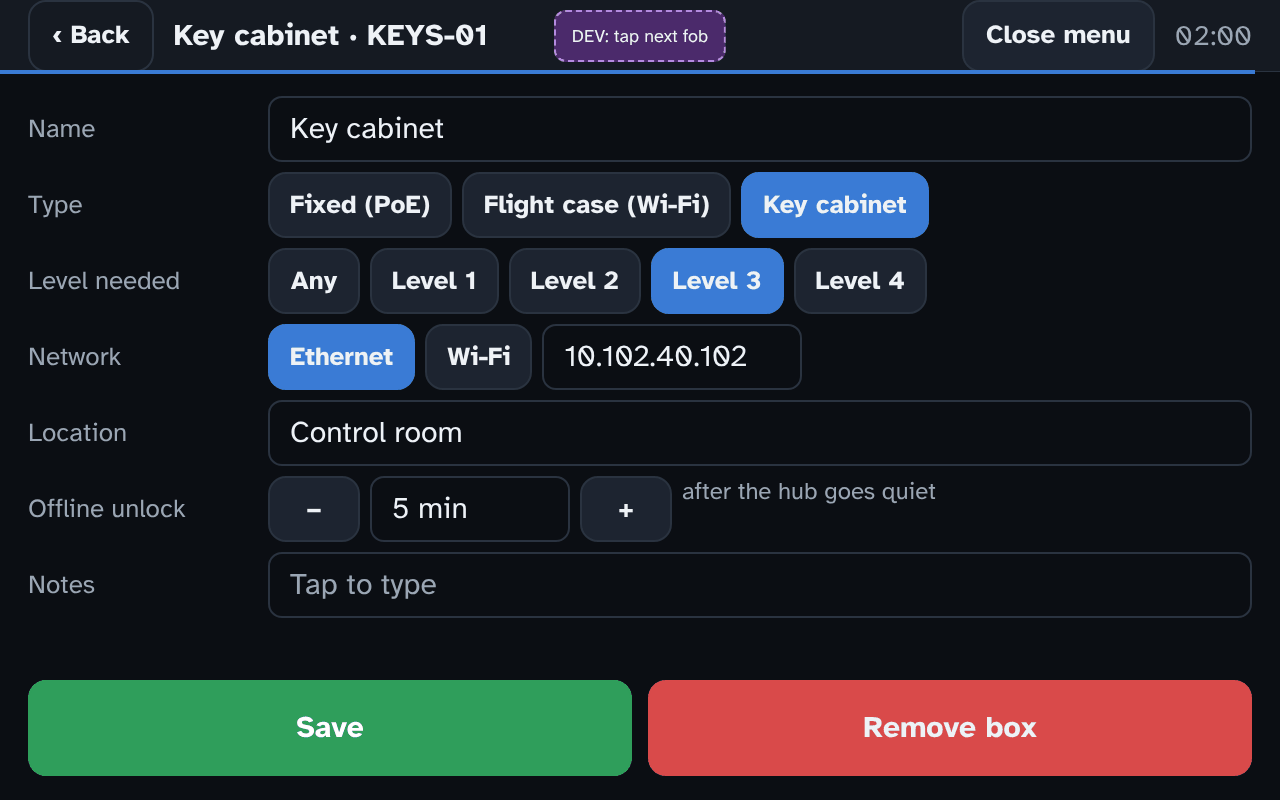 ‹ Back Key cabinet · KEYS-01 DEV: tap next fob Close menu 02:00
Name Key cabinet
Type Fixed (PoE) Flight case (Wi-Fi) Key cabinet
Level needed Any Level 1 Level 2 Level 3 Level 4
Network Ethernet Wi-Fi 10.102.40.102
Location Control room
Offline unlock – 5 min + after the hub goes quiet
Notes Tap to type
Save Remove box